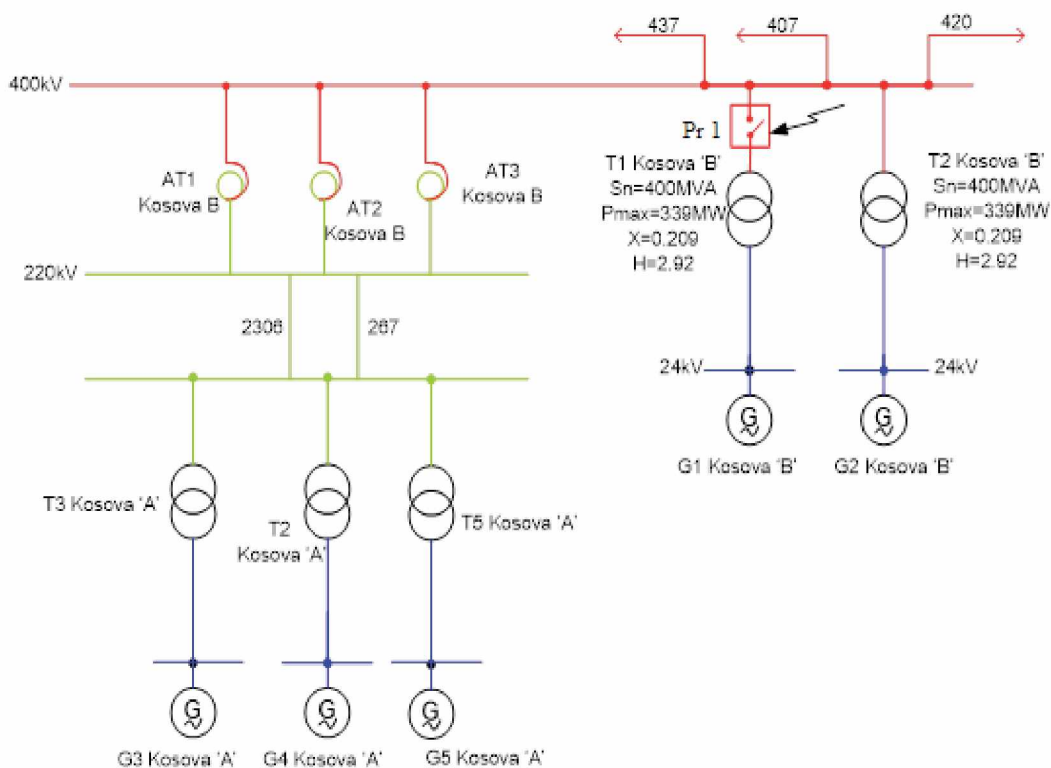 437
407
420
400kV
Pr 1
AT1
Kosova B
AT2
Kosova B
AT3
Kosova B
T1 Kosova 'B'
Sn=400MVA
Pmax=339MW
X=0.209
H=2.92
T2 Kosova 'B'
Sn=400MVA
Pmax=339MW
X=0.209
H=2.92
220kV
2306
267
24kV
24kV
G
G
G1 Kosova 'B'
G2 Kosova 'B'
T3 Kosova 'A'
T2
Kosova 'A'
T5 Kosova 'A'
G
G
G
G3 Kosova 'A'
G4 Kosova 'A'
G5 Kosova 'A'